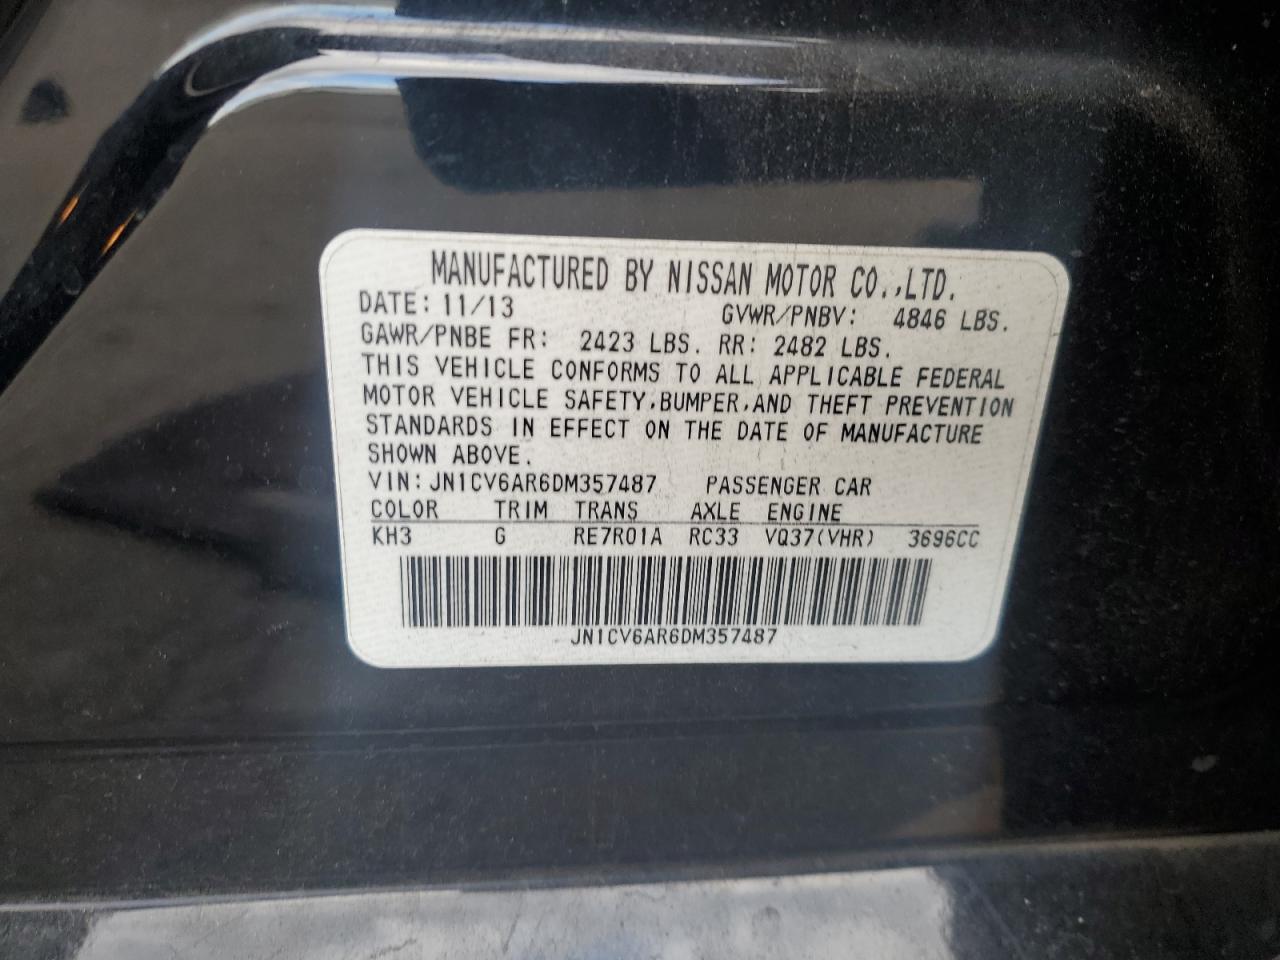 MANUFACTURED BY NISSAN MOTOR CO.,LTD.
DATE: 11/13 GVWR/PNBV: 4846 LBS.
GAWR/PNBE FR: 2423 LBS. RR: 2482 LBS.
THIS VEHICLE CONFORMS TO ALL APPLICABLE FEDERAL
MOTOR VEHICLE SAFETY,BUMPER,AND THEFT PREVENTION
STANDARDS IN EFFECT ON THE DATE OF MANUFACTURE
SHOWN ABOVE.
VIN: JN1CV6AR6DM357487 PASSENGER CAR
COLOR TRIM TRANS AXLE ENGINE
KH3 G RE7R01A RC33 VQ37(VHR) 3696CC
JN1CV6AR6DM357487